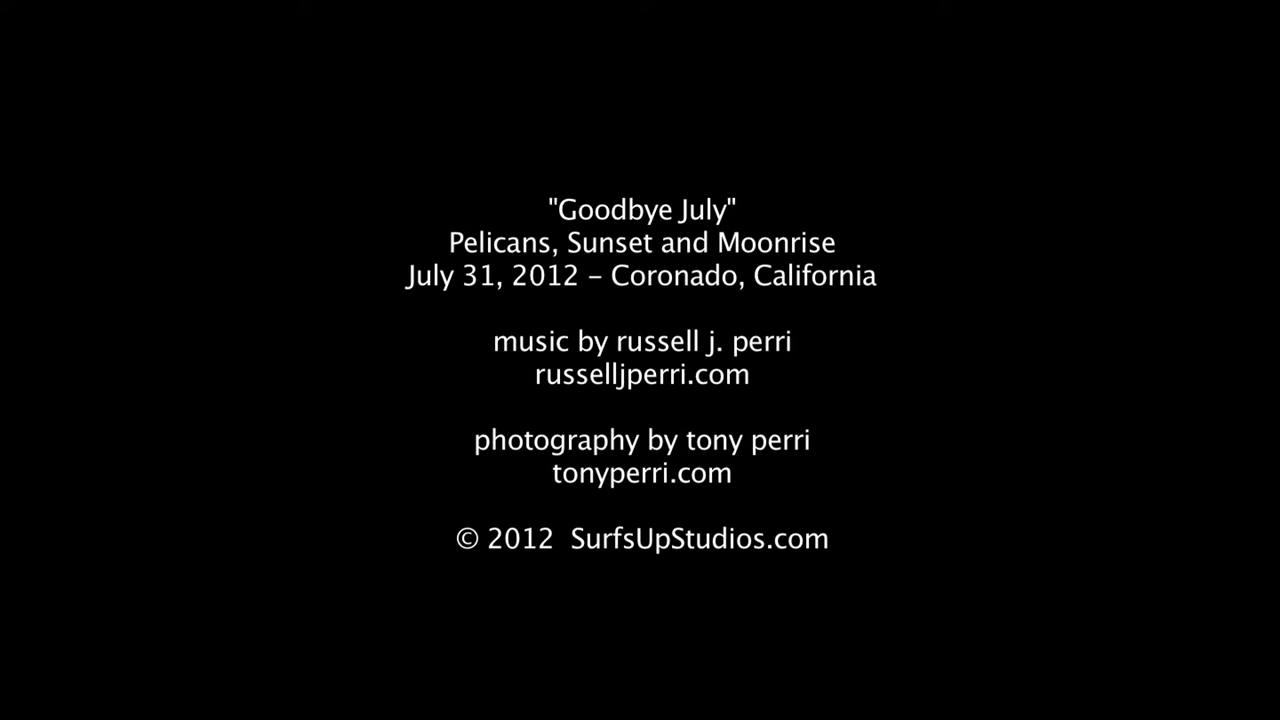 "Goodbye July"
Pelicans, Sunset and Moonrise
July 31, 2012 – Coronado, California
music by russell j. perri
russelljperri.com
photography by tony perri
tonyperri.com
© 2012  SurfsUpStudios.com